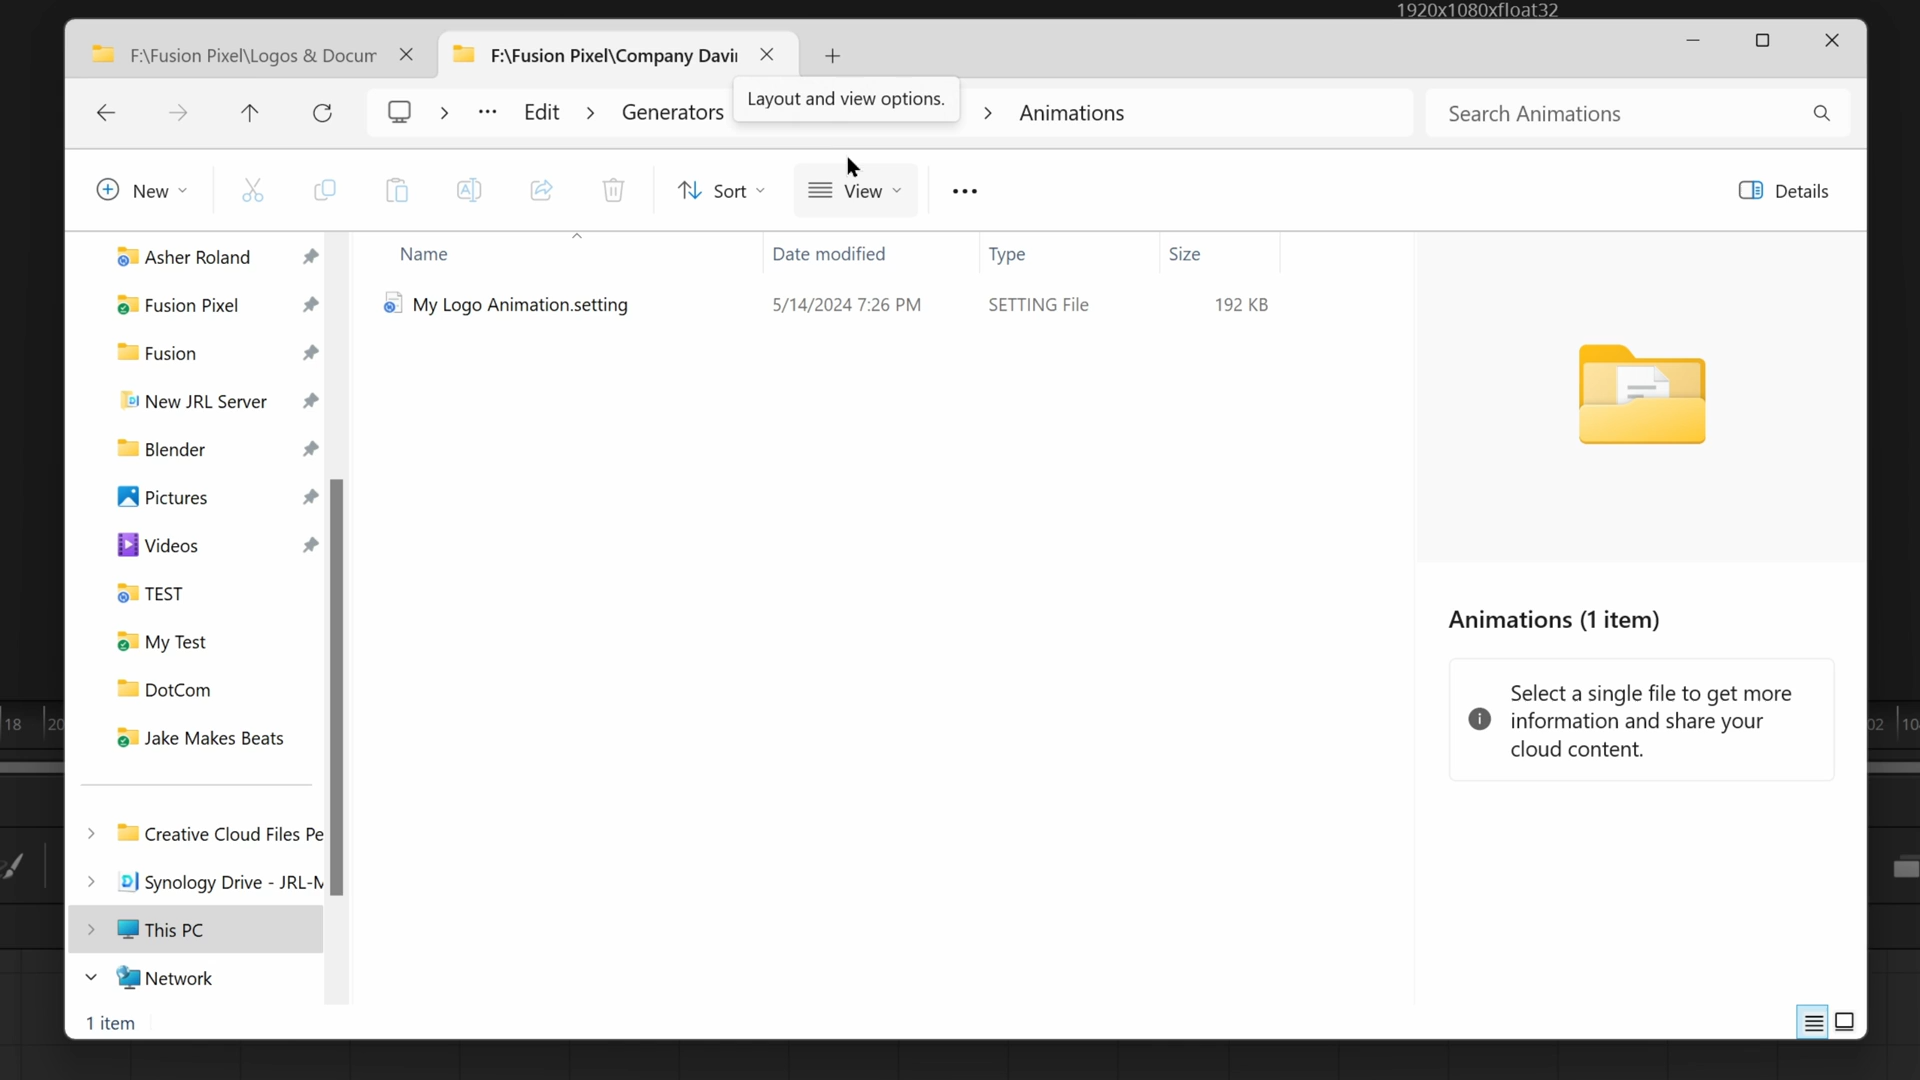 1920x1080xfloat32
F:\Fusion Pixel\Logos & Docum
F:\Fusion Pixel\Company Davi
Layout and view options.
Edit
Generators
Animations
Search Animations
New
Sort
View
Details
Asher Roland
Fusion Pixel
Fusion
New JRL Server
Blender
Pictures
Videos
TEST
My Test
DotCom
Jake Makes Beats
Creative Cloud Files Pe
Synology Drive - JRL-M
This PC
Network
Name
Date modified
Type
Size
My Logo Animation.setting
5/14/2024 7:26 PM
SETTING File
192 KB
Animations (1 item)
Select a single file to get more
information and share your
cloud content.
18
20
02
10
1 item